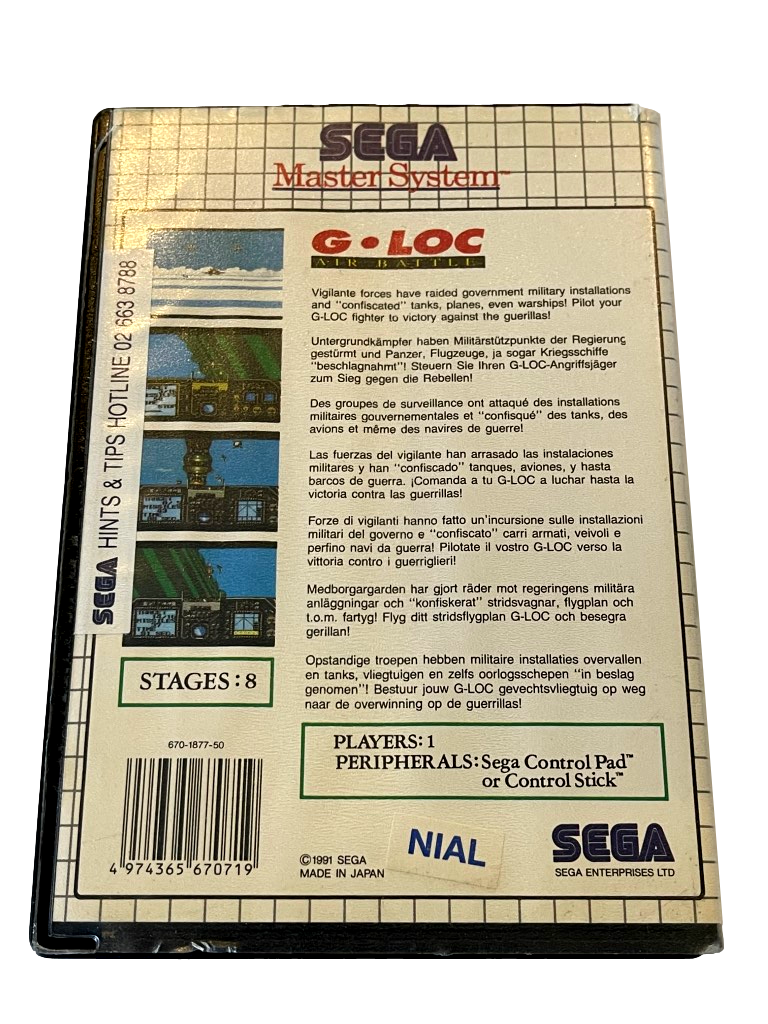 SEGA
Master System™
G•LOC
AIR BATTLE
Vigilante forces have raided government military installations
and "confiscated" tanks, planes, even warships! Pilot your
G-LOC fighter to victory against the guerillas!
Untergrundkämpfer haben Militärstützpunkte der Regierung
gestürmt und Panzer, Flugzeuge, ja sogar Kriegsschiffe
"beschlagnahmt"! Steuern Sie Ihren G-LOC-Angriffsjäger
zum Sieg gegen die Rebellen!
Des groupes de surveillance ont attaqué des installations
militaires gouvernementales et "confisqué" des tanks, des
avions et même des navires de guerre!
Las fuerzas del vigilante han arrasado las instalaciones
militares y han "confiscado" tanques, aviones, y hasta
barcos de guerra. ¡Comanda a tu G-LOC a luchar hasta la
victoria contra las guerrillas!
Forze di vigilanti hanno fatto un'incursione sulle installazioni
militari del governo e "confiscato" carri armati, veivoli e
perfino navi da guerra! Pilotate il vostro G-LOC verso la
vittoria contro i guerriglieri!
Medborgargarden har gjort räder mot regeringens militära
anläggningar och "konfiskerat" stridsvagnar, flygplan och
t.o.m. fartyg! Flyg ditt stridsflygplan G-LOC och besegra
gerillan!
Opstandige troepen hebben militaire installaties overvallen
en tanks, vliegtuigen en zelfs oorlogsschepen "in beslag
genomen"! Bestuur jouw G-LOC gevechtsvliegtuig op weg
naar de overwinning op de guerrillas!
SEGA HINTS & TIPS HOTLINE 02 663 8788
STAGES: 8
PLAYERS: 1
PERIPHERALS: Sega Control Pad™
or Control Stick™
670-1877-50
4 974365 670719
©1991 SEGA
MADE IN JAPAN
NIAL
SEGA
SEGA ENTERPRISES LTD